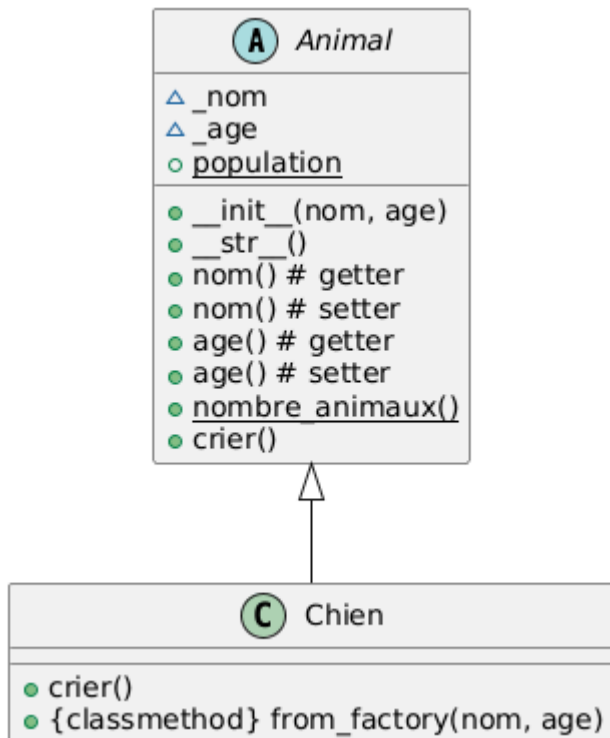 A Animal
_nom
_age
population
__init__(nom, age)
__str__()
nom() # getter
nom() # setter
age() # getter
age() # setter
nombre_animaux()
crier()
C Chien
crier()
{classmethod} from_factory(nom, age)